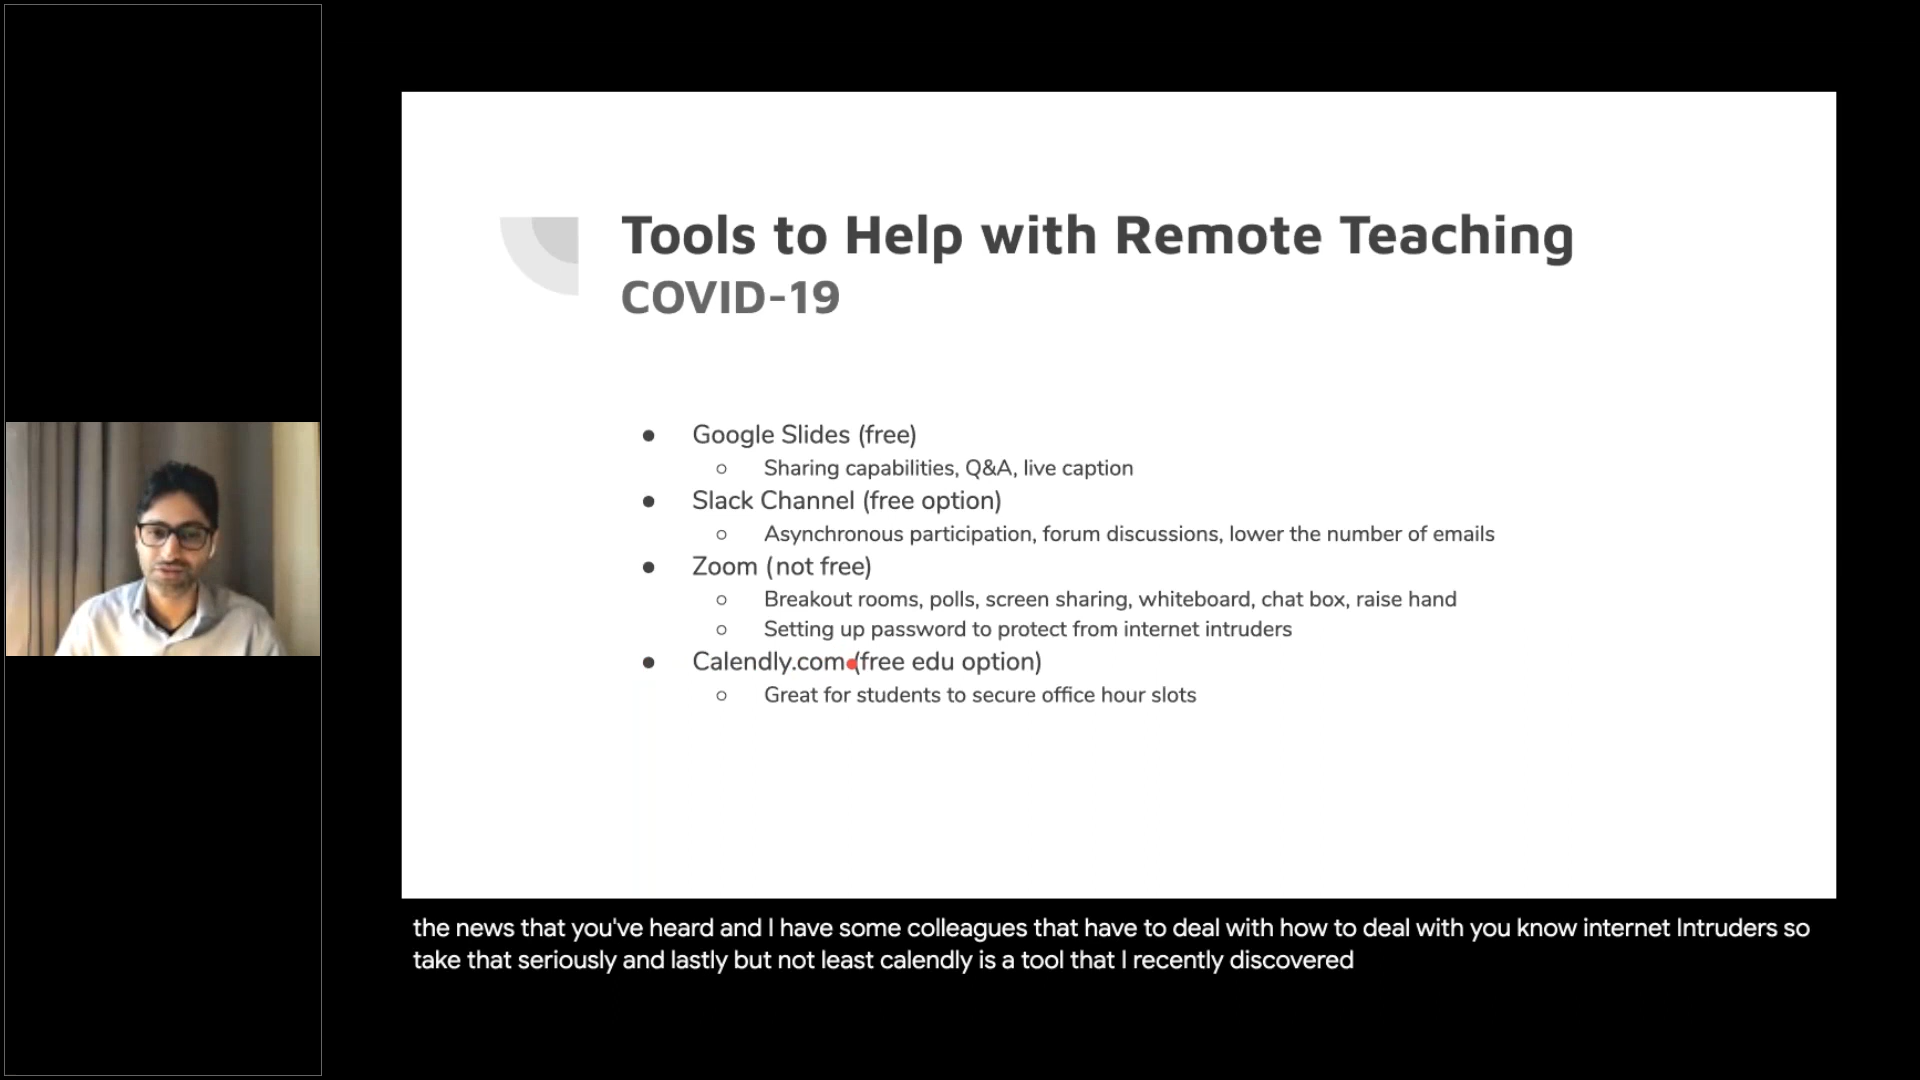 Tools to Help with Remote Teaching
COVID-19
● Google Slides (free)
○ Sharing capabilities, Q&A, live caption
● Slack Channel (free option)
○ Asynchronous participation, forum discussions, lower the number of emails
● Zoom (not free)
○ Breakout rooms, polls, screen sharing, whiteboard, chat box, raise hand
○ Setting up password to protect from internet intruders
● Calendly.com (free edu option)
○ Great for students to secure office hour slots
the news that you've heard and I have some colleagues that have to deal with how to deal with you know internet Intruders so
take that seriously and lastly but not least calendly is a tool that I recently discovered